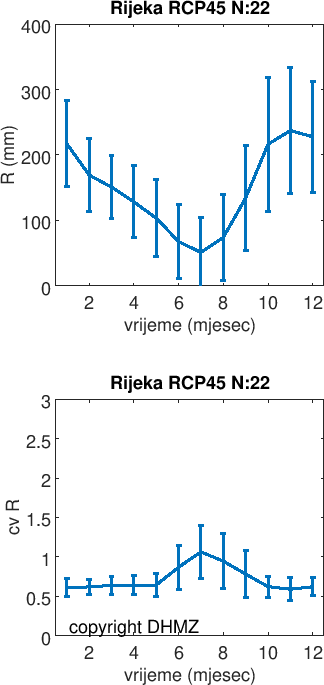 Rijeka RCP45 N:22
400
300
200
100
0
R (mm)
2 4 6 8 10 12
vrijeme (mjesec)
Rijeka RCP45 N:22
3
2.5
2
1.5
1
0.5
0
cv R
copyright DHMZ
2 4 6 8 10 12
vrijeme (mjesec)